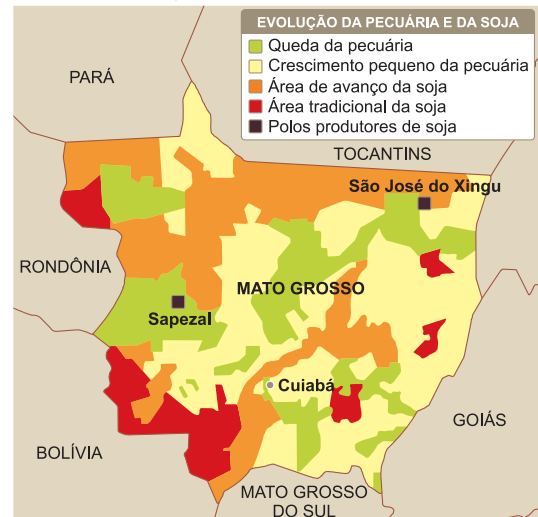 EVOLUÇÃO DA PECUÁRIA E DA SOJA
Queda da pecuária
Crescimento pequeno da pecuária
Área de avanço da soja
Área tradicional da soja
Polos produtores de soja
PARÁ
TOCANTINS
São José do Xingu
RONDÔNIA
MATO GROSSO
Sapezal
Cuiabá
GOIÁS
BOLÍVIA
MATO GROSSO
DO SUL